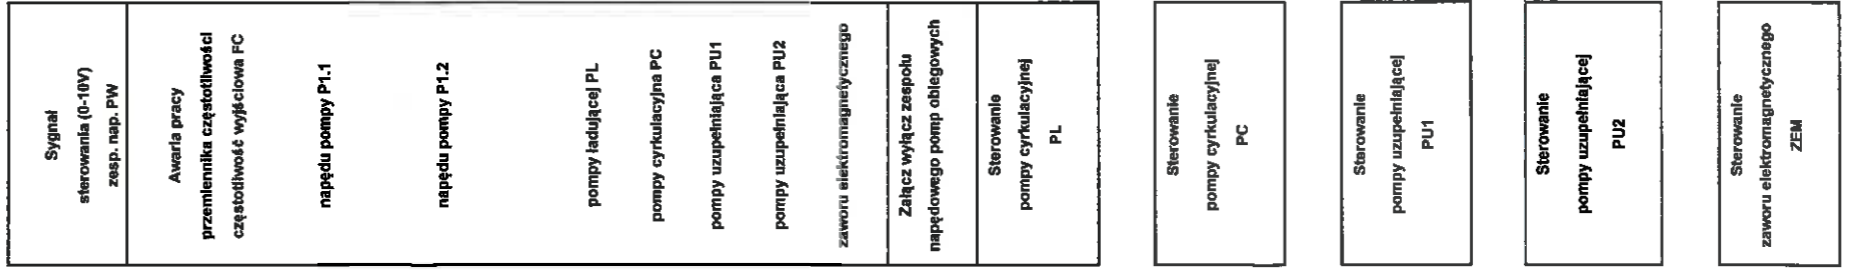 Sygnał
sterowania (0-10V)
zesp. nap. PW
Awaria pracy
przemiennika częstotliwości
częstotliwość wyjściowa FC
napędu pompy P1.1
napędu pompy P1.2
pompy ładującej PL
pompy cyrkulacyjna PC
pompy uzupełniająca PU1
pompy uzupełniająca PU2
zaworu elektromagnetycznego
Załącz wyłącz zespołu
napędowego pomp obiegowych
Sterowanie
pompy cyrkulacyjnej
PL
Sterowanie
pompy cyrkulacyjnej
PC
Sterowanie
pompy uzupełniającej
PU1
Sterowanie
pompy uzupełniającej
PU2
Sterowanie
zaworu elektromagnetycznego
ZEM